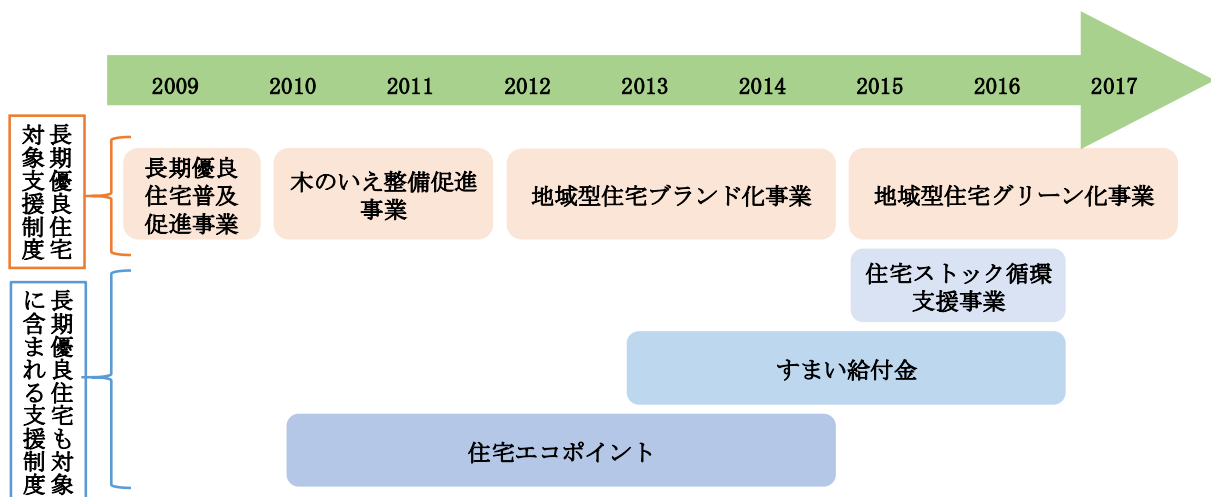 2009 2010 2011 2012 2013 2014 2015 2016 2017
長期優良住宅
対象支援制度
長期優良
住宅普及
促進事業
木のいえ整備促進
事業
地域型住宅ブランド化事業
地域型住宅グリーン化事業
長期優良住宅も対象
に含まれる支援制度
住宅ストック循環
支援事業
すまい給付金
住宅エコポイント